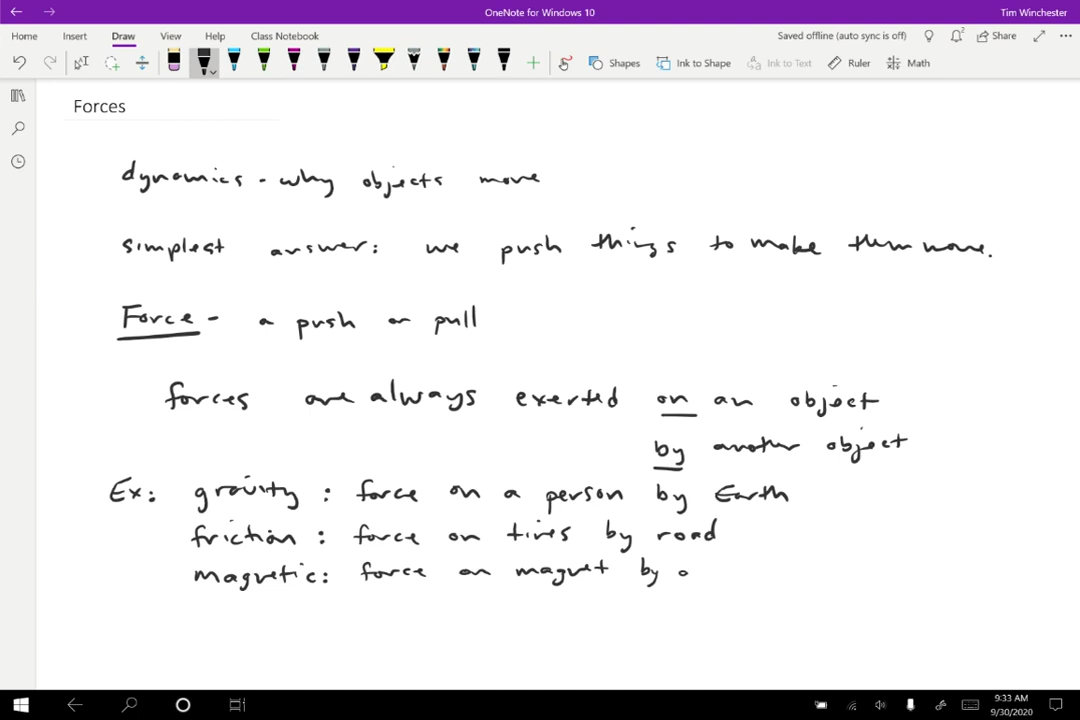 OneNote for Windows 10
Tim Winchester
Home Insert Draw View Help Class Notebook
Saved offline (auto sync is off) Share
Shapes Ink to Shape Ink to Text Ruler Math
Forces
dynamics - why objects move
simplest answer: we push things to make them move.
Force - a push or pull
forces are always exerted on an object
by another object
Ex: gravity: force on a person by Earth
friction: force on tires by road
magnetic: force on magnet by o
9:33 AM
9/30/2020